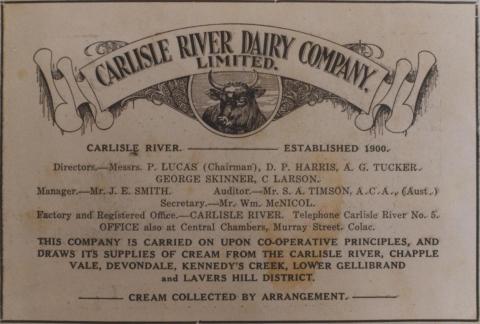 CARLISLE RIVER DAIRY COMPANY.
LIMITED.
CARLISLE RIVER. ESTABLISHED 1900.
Directors.—Messrs. P. LUCAS (Chairman), D. P. HARRIS, A. G. TUCKER.
GEORGE SKINNER, C LARSON.
Manager.—Mr. J. E. SMITH. Auditor.—Mr. S. A. TIMSON, A.C.A., (Aust.)
Secretary.—Mr. Wm. McNICOL.
Factory and Registered Office.—CARLISLE RIVER. Telephone Carlisle River No. 5.
OFFICE also at Central Chambers, Murray Street. Colac.
THIS COMPANY IS CARRIED ON UPON CO-OPERATIVE PRINCIPLES, AND
DRAWS ITS SUPPLIES OF CREAM FROM THE CARLISLE RIVER, CHAPPLE
VALE, DEVONDALE, KENNEDY'S CREEK, LOWER GELLIBRAND
and LAVERS HILL DISTRICT.
CREAM COLLECTED BY ARRANGEMENT.